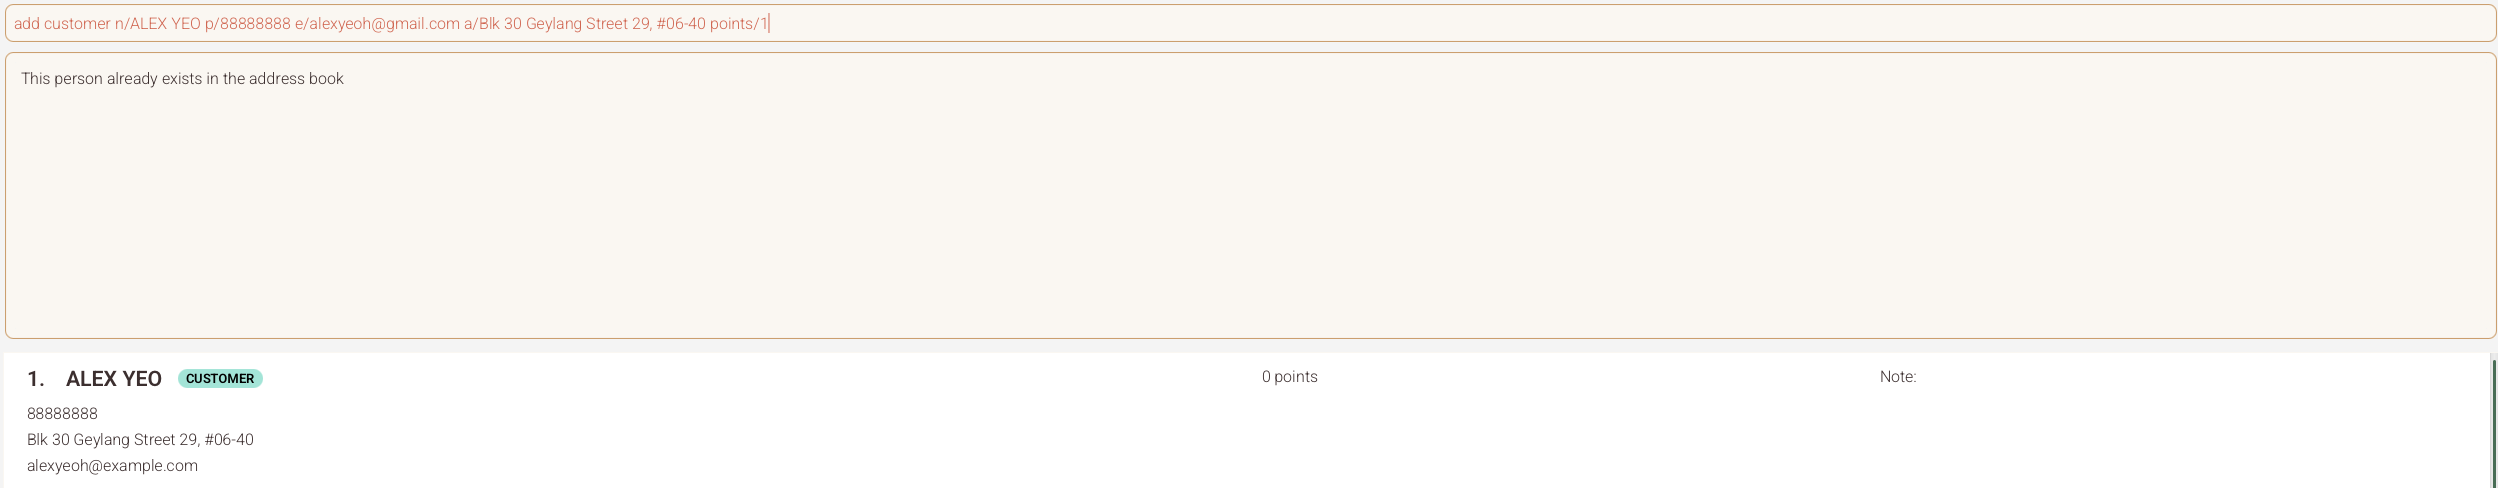 add customer n/ALEX YEO p/88888888 e/alexyeoh@gmail.com a/Blk 30 Geylang Street 29, #06-40 points/1
This person already exists in the address book
1. ALEX YEO CUSTOMER 0 points Note:
88888888
Blk 30 Geylang Street 29, #06-40
alexyeoh@example.com